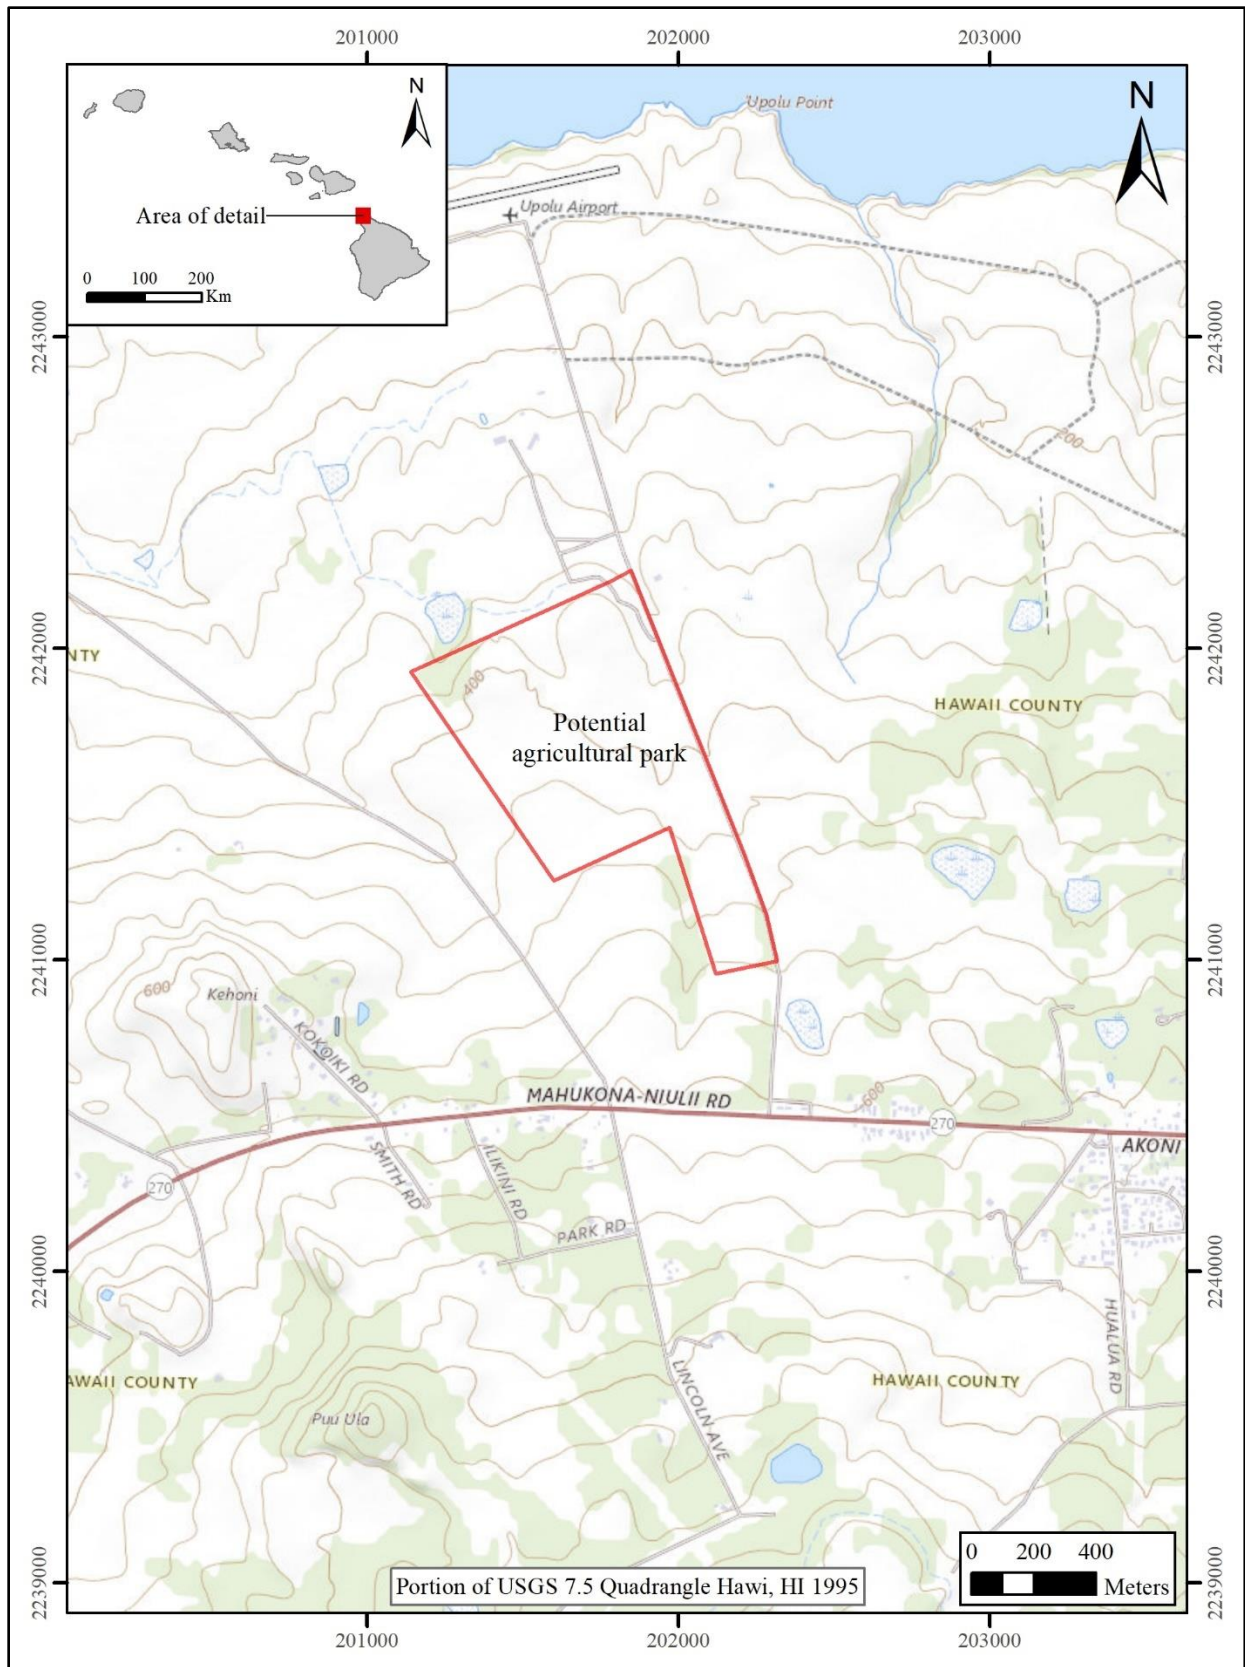 201000
202000
203000
N
Area of detail
0 100 200
Km
'Upolu Point
N
Upolu Airport
2243000
2243000
200
2242000
2242000
NTY
400
HAWAII COUNTY
Potential
agricultural park
2241000
2241000
600
Kehoni
KOKOIKI RD
MAHUKONA-NIULII RD
600
270
AKONI
SMITH RD
ILIKINI RD
270
PARK RD
2240000
2240000
HUALUA RD
AWAII COUNTY
HAWAII COUNTY
LINCOLN AVE
Puu Ula
0 200 400
Meters
Portion of USGS 7.5 Quadrangle Hawi, HI 1995
2239000
2239000
201000
202000
203000